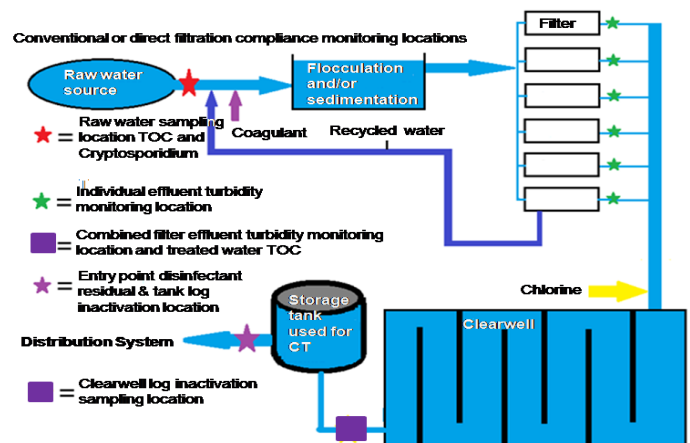 Conventional or direct filtration compliance monitoring locations
Filter
Raw water
source
Flocculation
and/or
sedimentation
= Raw water sampling
location TOC and
Cryptosporidium
Coagulant
Recycled water
= Individual effluent turbidity
monitoring location
= Combined filter effluent turbidity monitoring
location and treated water TOC
= Entry point disinfectant
residual & tank log
inactivation location
Storage
tank
used for
CT
Chlorine
Clearwell
Distribution System
= Clearwell log inactivation
sampling location